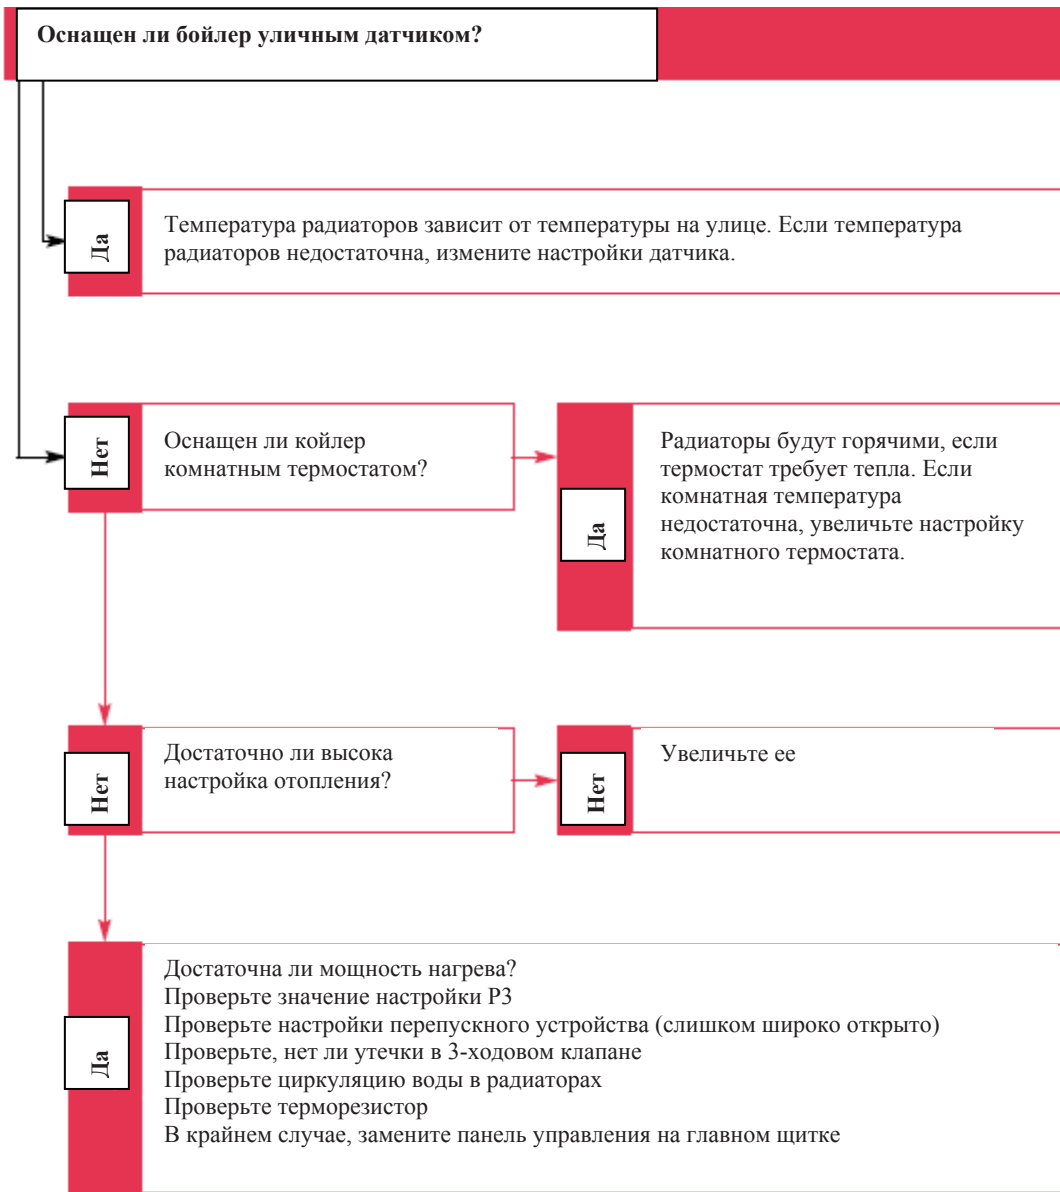 Оснащен ли бойлер уличным датчиком?
Да
Температура радиаторов зависит от температуры на улице. Если температура
радиаторов недостаточна, измените настройки датчика.
Нет
Оснащен ли койлер
комнатным термостатом?
Да
Радиаторы будут горячими, если
термостат требует тепла. Если
комнатная температура
недостаточна, увеличьте настройку
комнатного термостата.
Нет
Достаточно ли высока
настройка отопления?
Нет
Увеличьте ее
Да
Достаточна ли мощность нагрева?
Проверьте значение настройки P3
Проверьте настройки перепускного устройства (слишком широко открыто)
Проверьте, нет ли утечки в 3-ходовом клапане
Проверьте циркуляцию воды в радиаторах
Проверьте терморезистор
В крайнем случае, замените панель управления на главном щитке